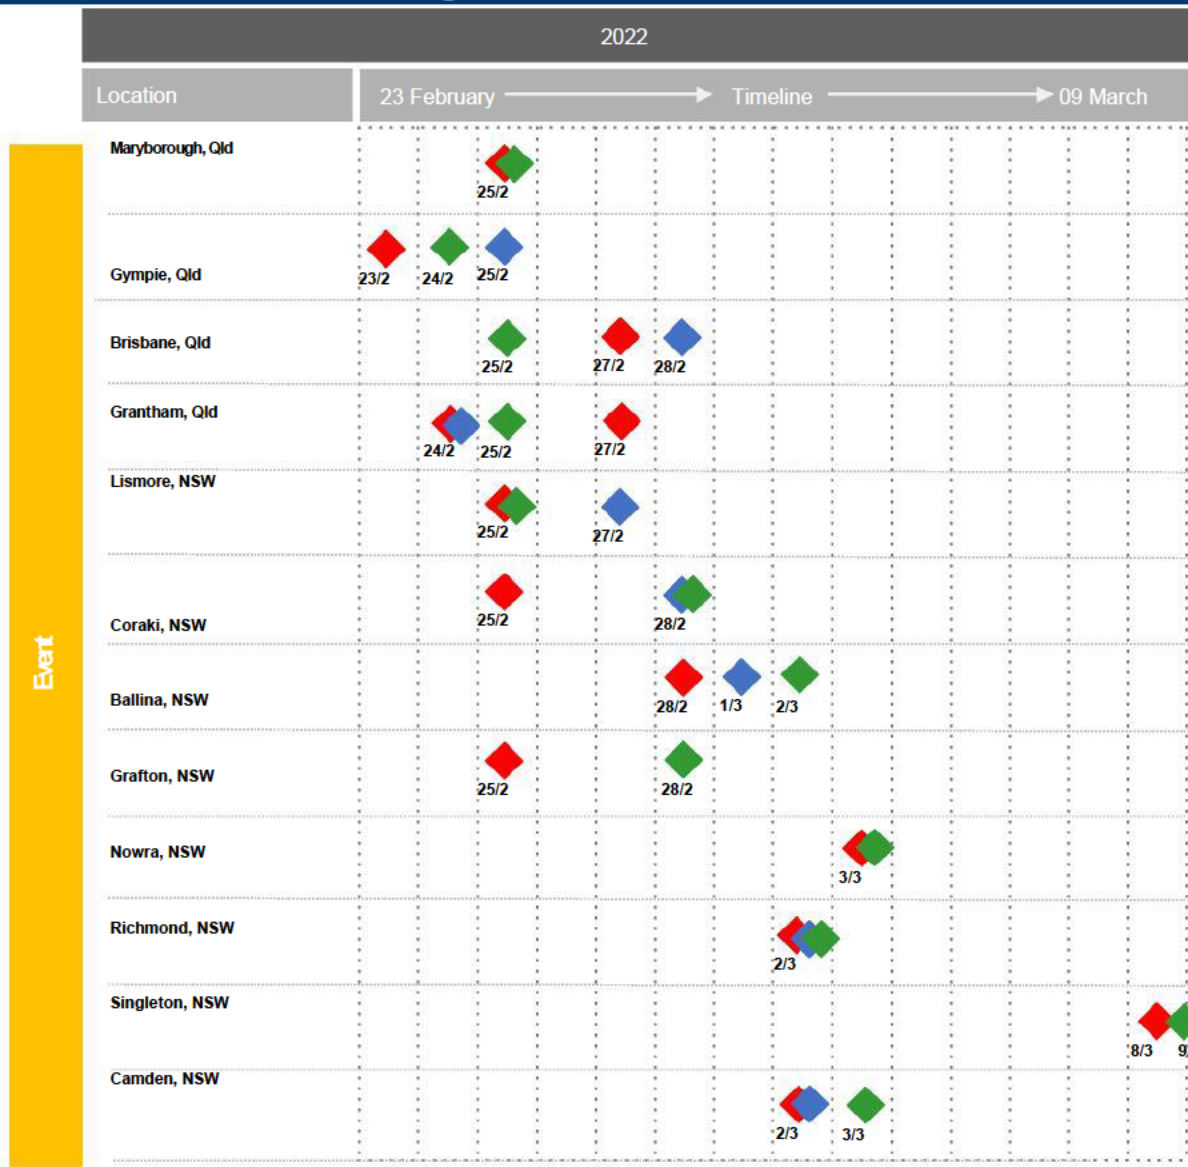 2022
Location
23 February
Timeline
09 March
Event
Maryborough, Qld
25/2
Gympie, Qld
23/2 24/2 25/2
Brisbane, Qld
25/2 27/2 28/2
Grantham, Qld
24/2 25/2 27/2
Lismore, NSW
25/2 27/2
Coraki, NSW
25/2 28/2
Ballina, NSW
28/2 1/3 2/3
Grafton, NSW
25/2 28/2
Nowra, NSW
3/3
Richmond, NSW
2/3
Singleton, NSW
8/3 9
Camden, NSW
2/3 3/3